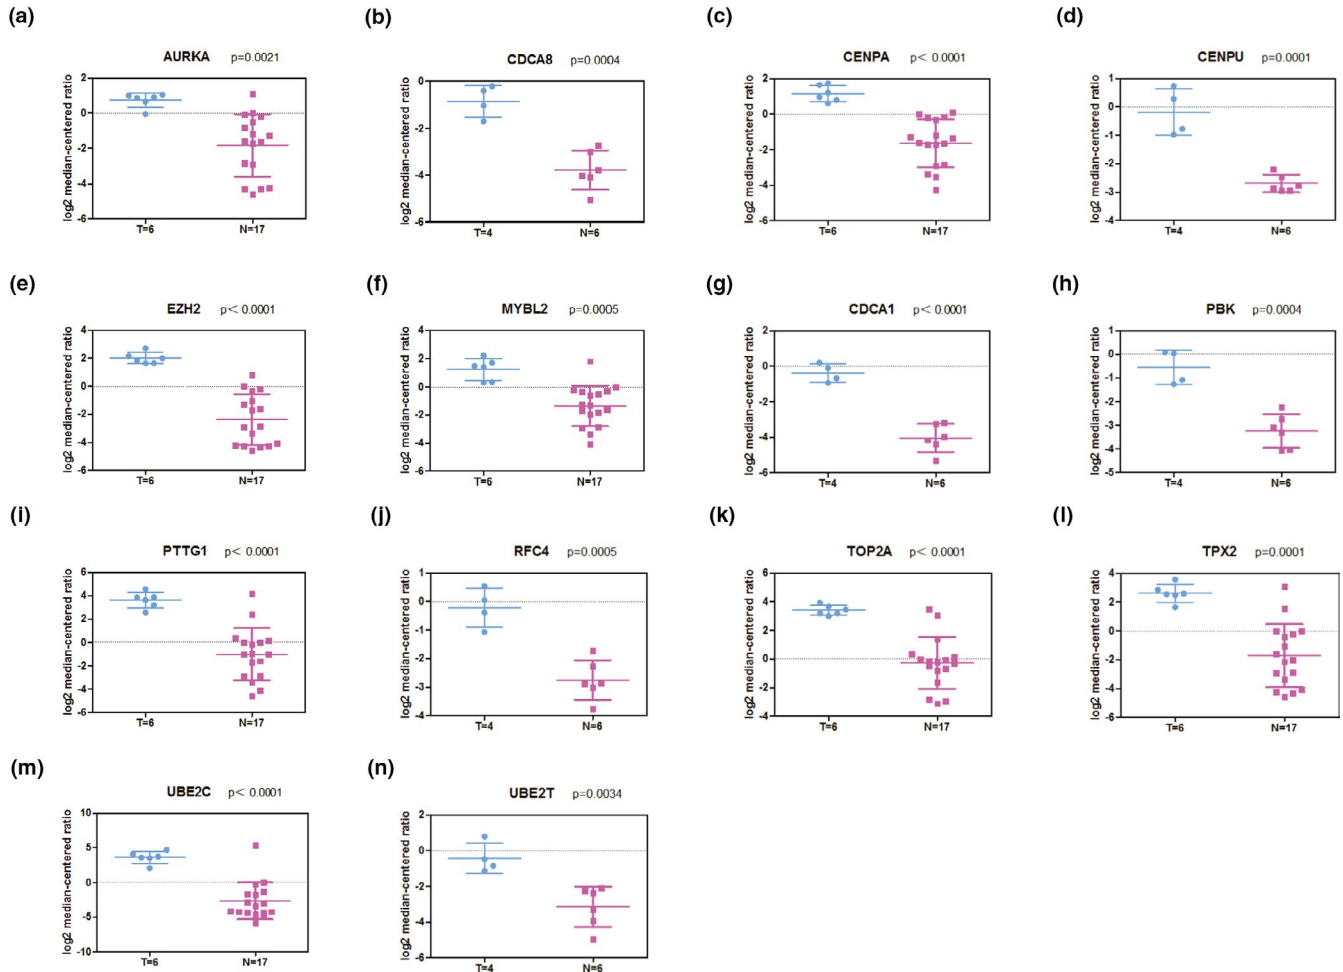 (a) (b) (c) (d)
AURKA p=0.0021 CDCA8 p=0.0004 CENPA p< 0.0001 CENPU p=0.0001
log2 median-centered ratio log2 median-centered ratio log2 median-centered ratio log2 median-centered ratio
2 0 -2 -4 -6
0 -2 -4 -6
2 0 -2 -4 -6
1 0 -1 -2 -3 -4
T=6 N=17 T=4 N=6 T=6 N=17 T=4 N=6
(e) (f) (g) (h)
EZH2 p< 0.0001 MYBL2 p=0.0005 CDCA1 p< 0.0001 PBK p=0.0004
log2 median-centered ratio log2 median-centered ratio log2 median-centered ratio log2 median-centered ratio
4 2 0 -2 -4 -6
4 2 0 -2 -4 -6
2 0 -2 -4 -6
1 0 -1 -2 -3 -4 -5
T=6 N=17 T=6 N=17 T=4 N=6 T=4 N=6
(i) (j) (k) (l)
PTTG1 p< 0.0001 RFC4 p=0.0005 TOP2A p< 0.0001 TPX2 p=0.0001
log2 median-centered ratio log2 median-centered ratio log2 median-centered ratio log2 median-centered ratio
6 4 2 0 -2 -4 -6
1 0 -1 -2 -3 -4
6 4 2 0 -2 -4
4 2 0 -2 -4 -6
T=6 N=17 T=4 N=6 T=6 N=17 T=6 N=17
(m) (n)
UBE2C p< 0.0001 UBE2T p=0.0034
log2 median-centered ratio log2 median-centered ratio
10 5 0 -5 -10
2 0 -2 -4 -6
T=6 N=17 T=4 N=6